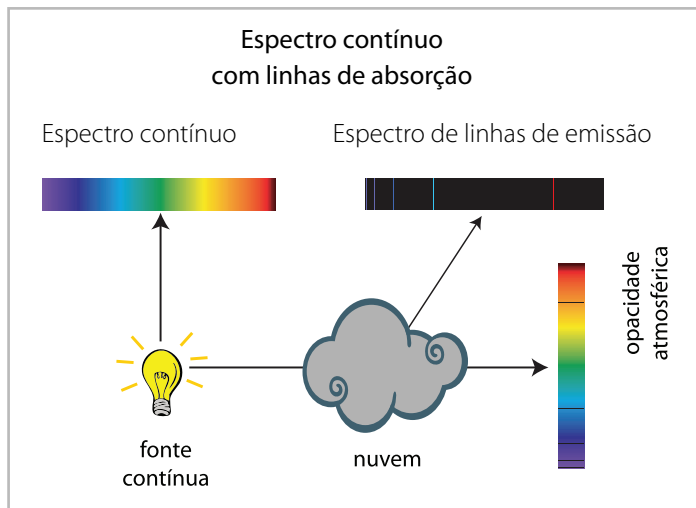 Espectro contínuo
com linhas de absorção
Espectro contínuo
Espectro de linhas de emissão
opacidade
atmosférica
fonte
contínua
nuvem